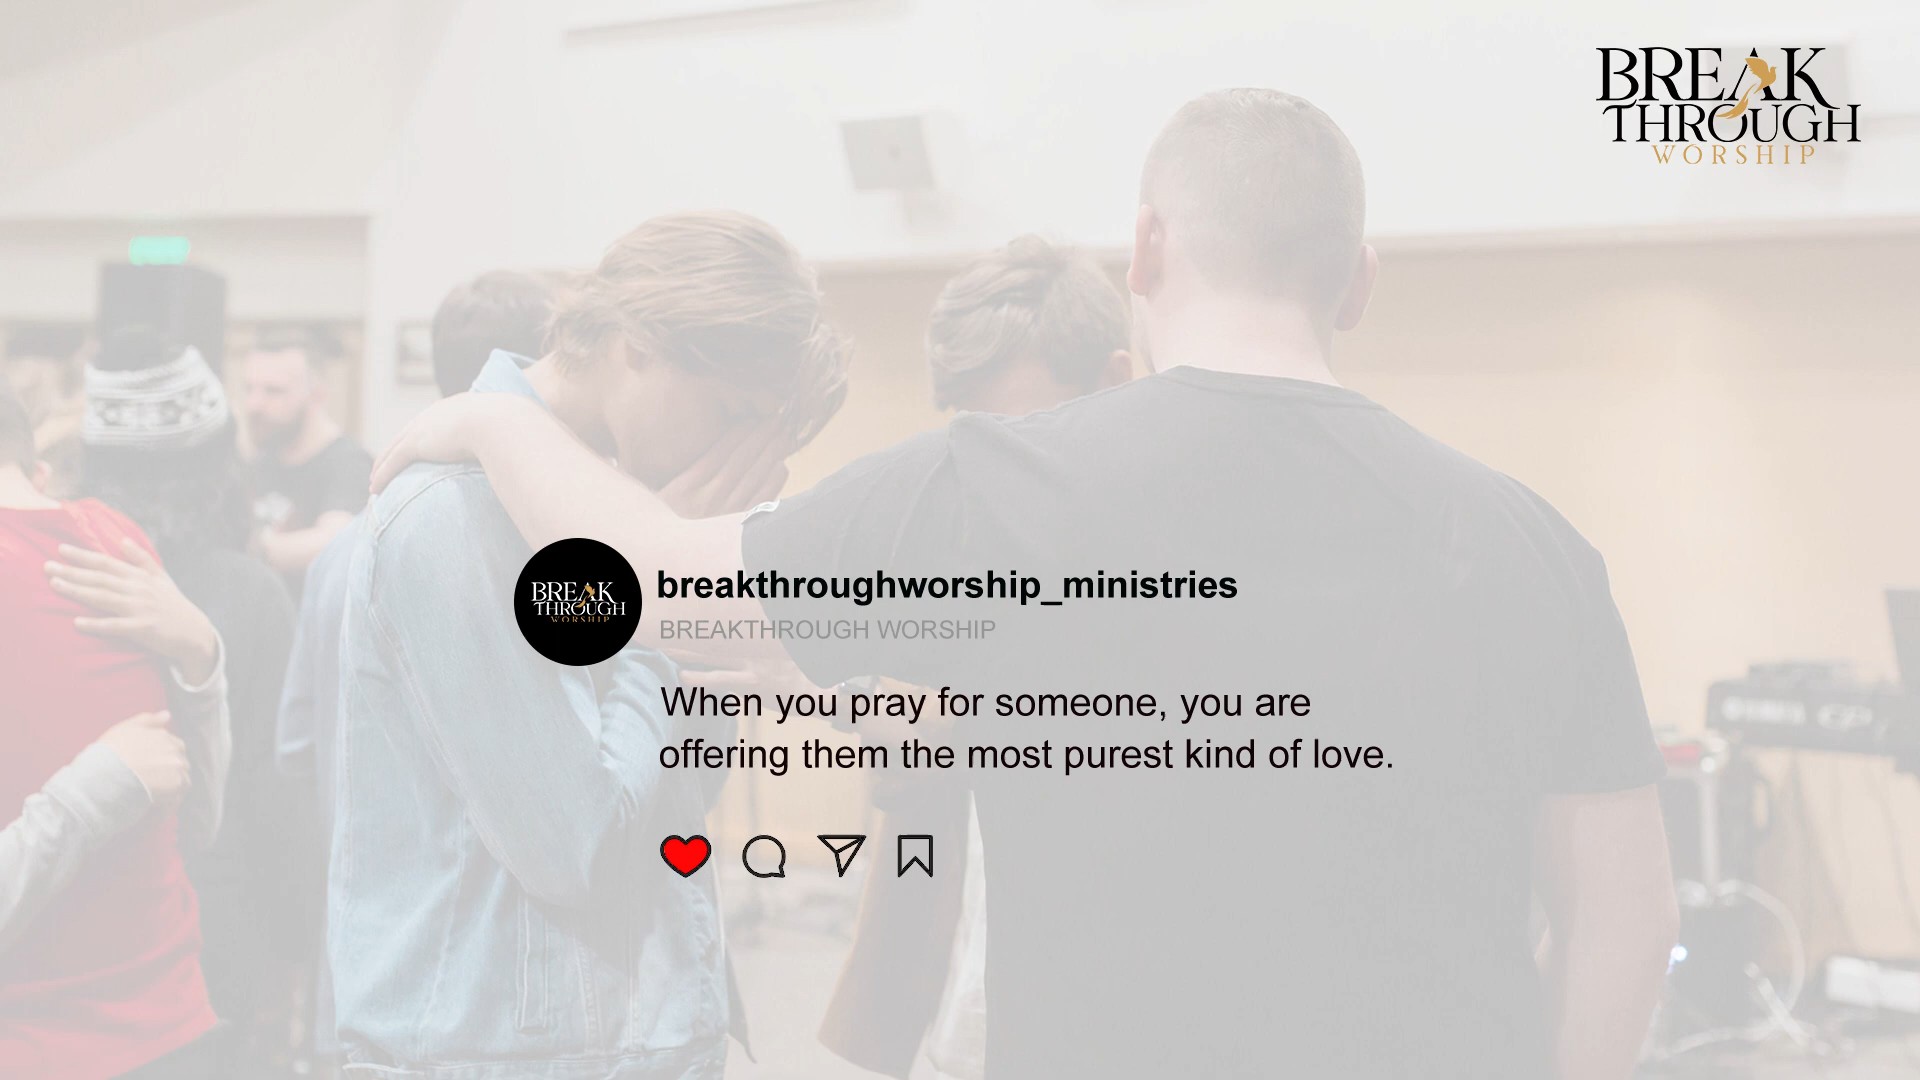 BREAK
THROUGH
WORSHIP
BREAK
THROUGH
WORSHIP
breakthroughworship_ministries
BREAKTHROUGH WORSHIP
When you pray for someone, you are
offering them the most purest kind of love.